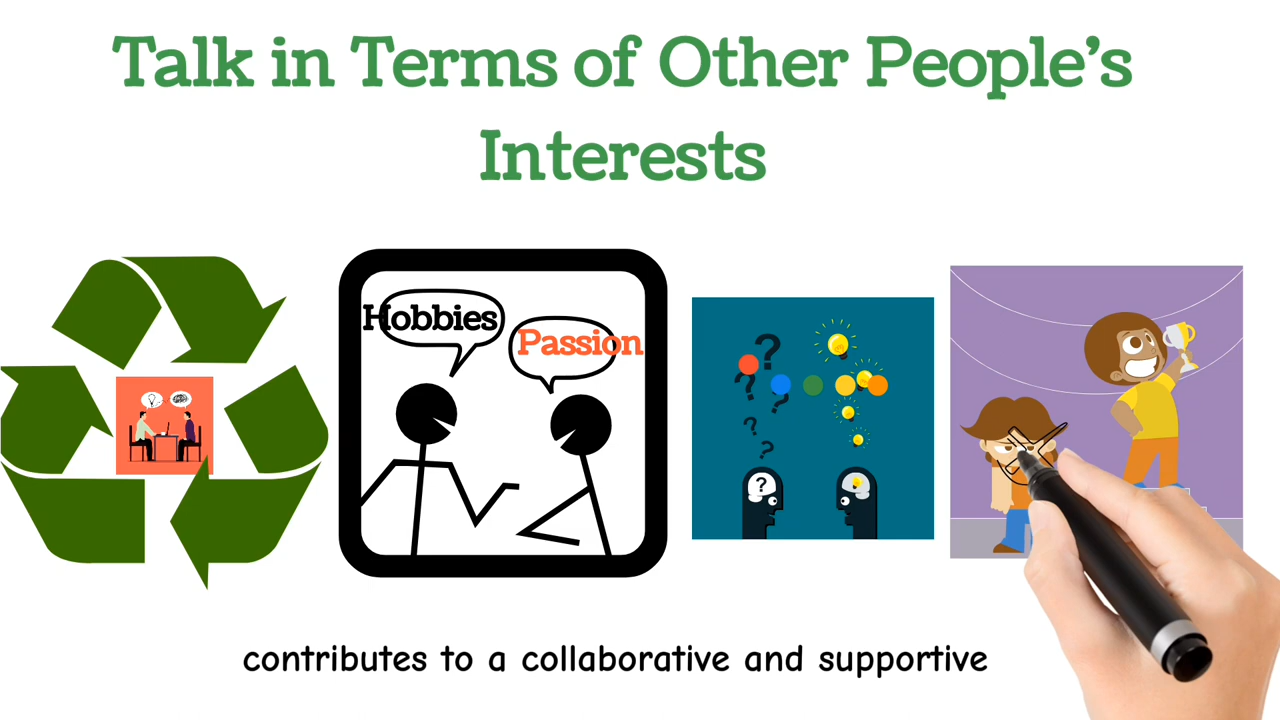 Talk in Terms of Other People’s
Interests
Hobbies
Passion
contributes to a collaborative and supportive